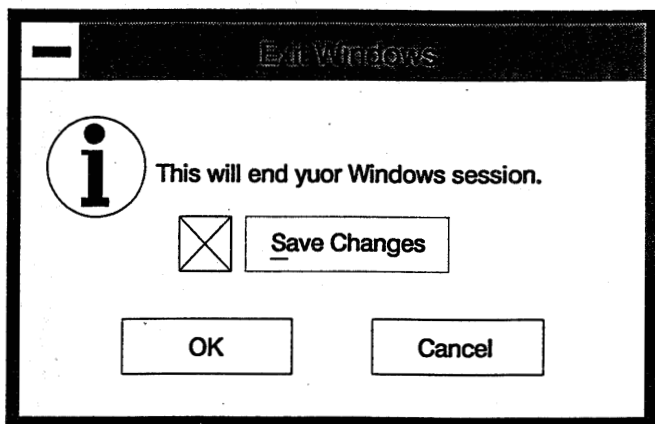 Exit Windows
This will end yuor Windows session.
Save Changes
OK
Cancel